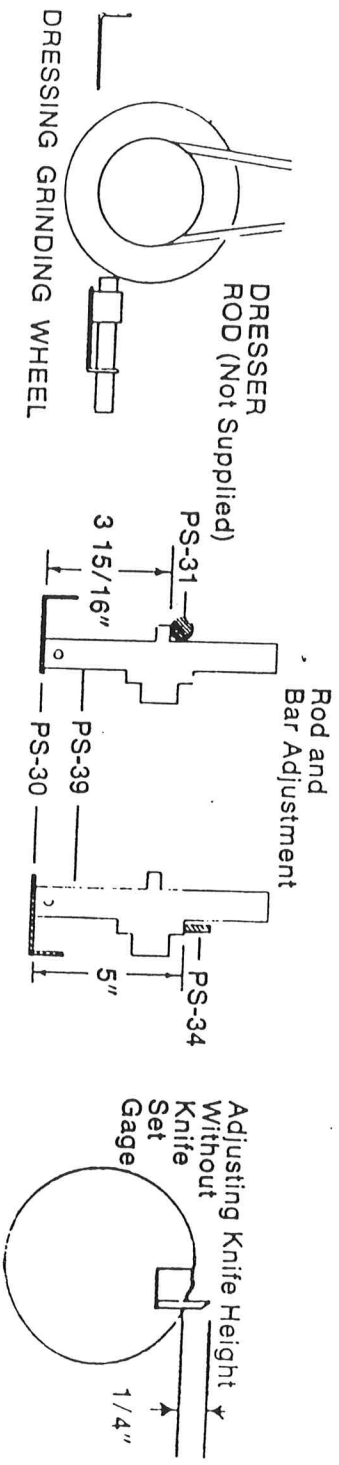 DRESSING GRINDING WHEEL
DRESSER
ROD (Not Supplied)
Rod and
Bar Adjustment
PS-31
3 15/16"
PS-39
PS-30
PS-34
5"
Adjusting Knife Height
Without
Knife
Set
Gage
1/4"